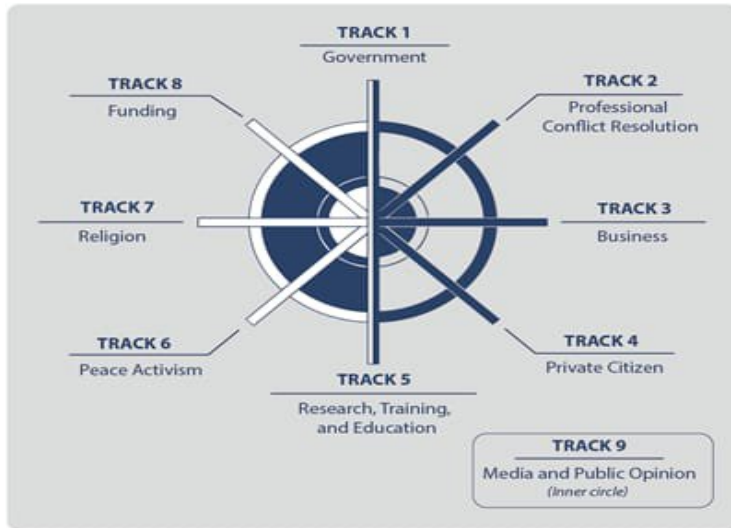 TRACK 1
Government
TRACK 2
Professional
Conflict Resolution
TRACK 3
Business
TRACK 4
Private Citizen
TRACK 5
Research, Training,
and Education
TRACK 6
Peace Activism
TRACK 7
Religion
TRACK 8
Funding
TRACK 9
Media and Public Opinion
(Inner circle)